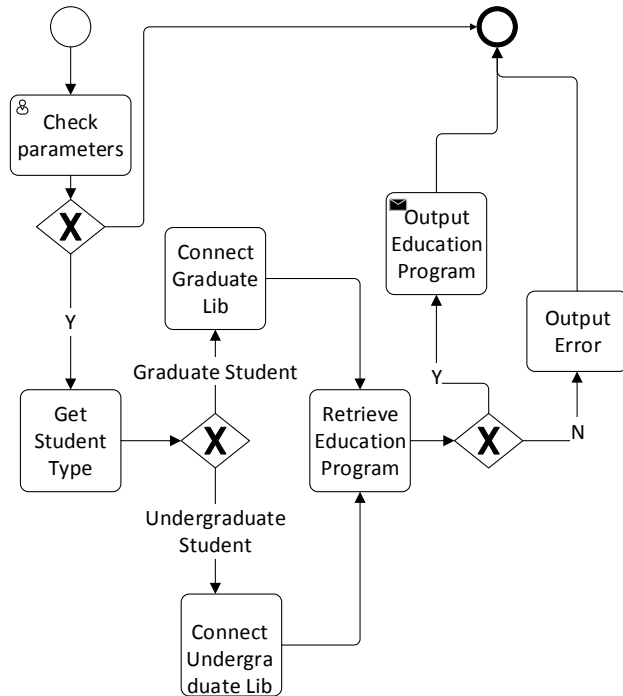 Check
parameters
Y
Get
Student
Type
Connect
Graduate
Lib
Graduate Student
Undergraduate
Student
Connect
Undergra
duate Lib
Retrieve
Education
Program
Output
Education
Program
Y
Output
Error
N